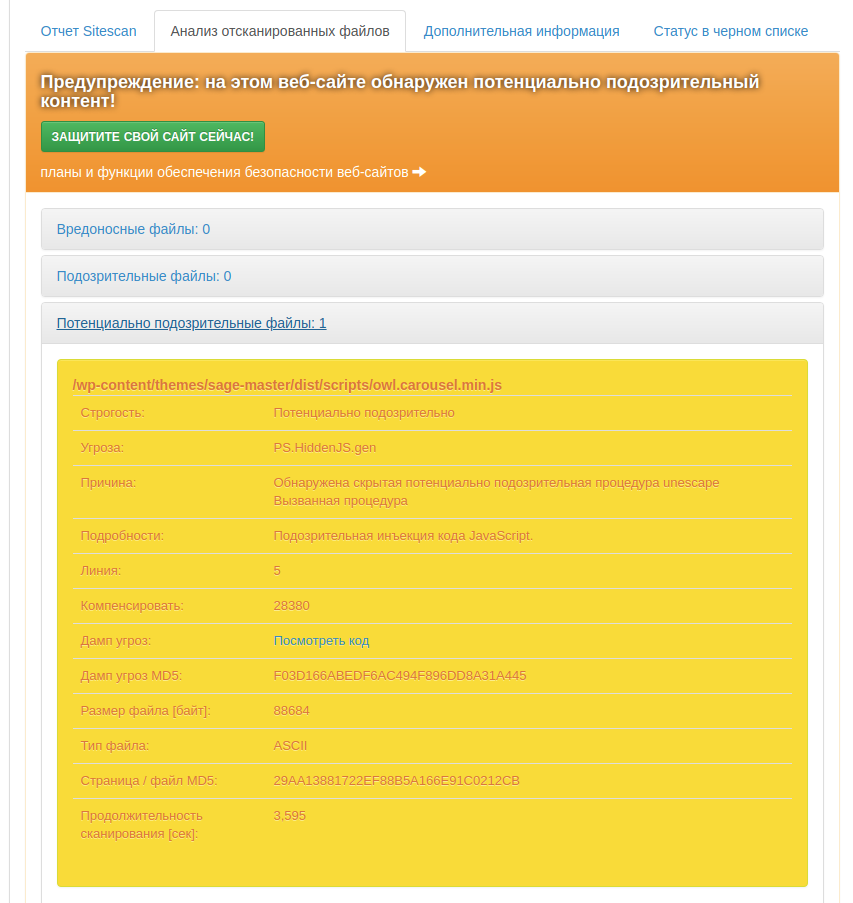 Отчет Sitescan
Анализ отсканированных файлов
Дополнительная информация
Статус в черном списке
Предупреждение: на этом веб-сайте обнаружен потенциально подозрительный
контент!
ЗАЩИТИТЕ СВОЙ САЙТ СЕЙЧАС!
планы и функции обеспечения безопасности веб-сайтов
Вредоносные файлы: 0
Подозрительные файлы: 0
Потенциально подозрительные файлы: 1
/wp-content/themes/sage-master/dist/scripts/owl.carousel.min.js
Строгость: Потенциально подозрительно
Угроза: PS.HiddenJS.gen
Причина: Обнаружена скрытая потенциально подозрительная процедура unescape
Вызванная процедура
Подробности: Подозрительная инъекция кода JavaScript.
Линия: 5
Компенсировать: 28380
Дамп угроз: Посмотреть код
Дамп угроз MD5: F03D166ABEDF6AC494F896DD8A31A445
Размер файла [байт]: 88684
Тип файла: ASCII
Страница / файл MD5: 29AA13881722EF88B5A166E91C0212CB
Продолжительность 3,595
сканирования [сек]: